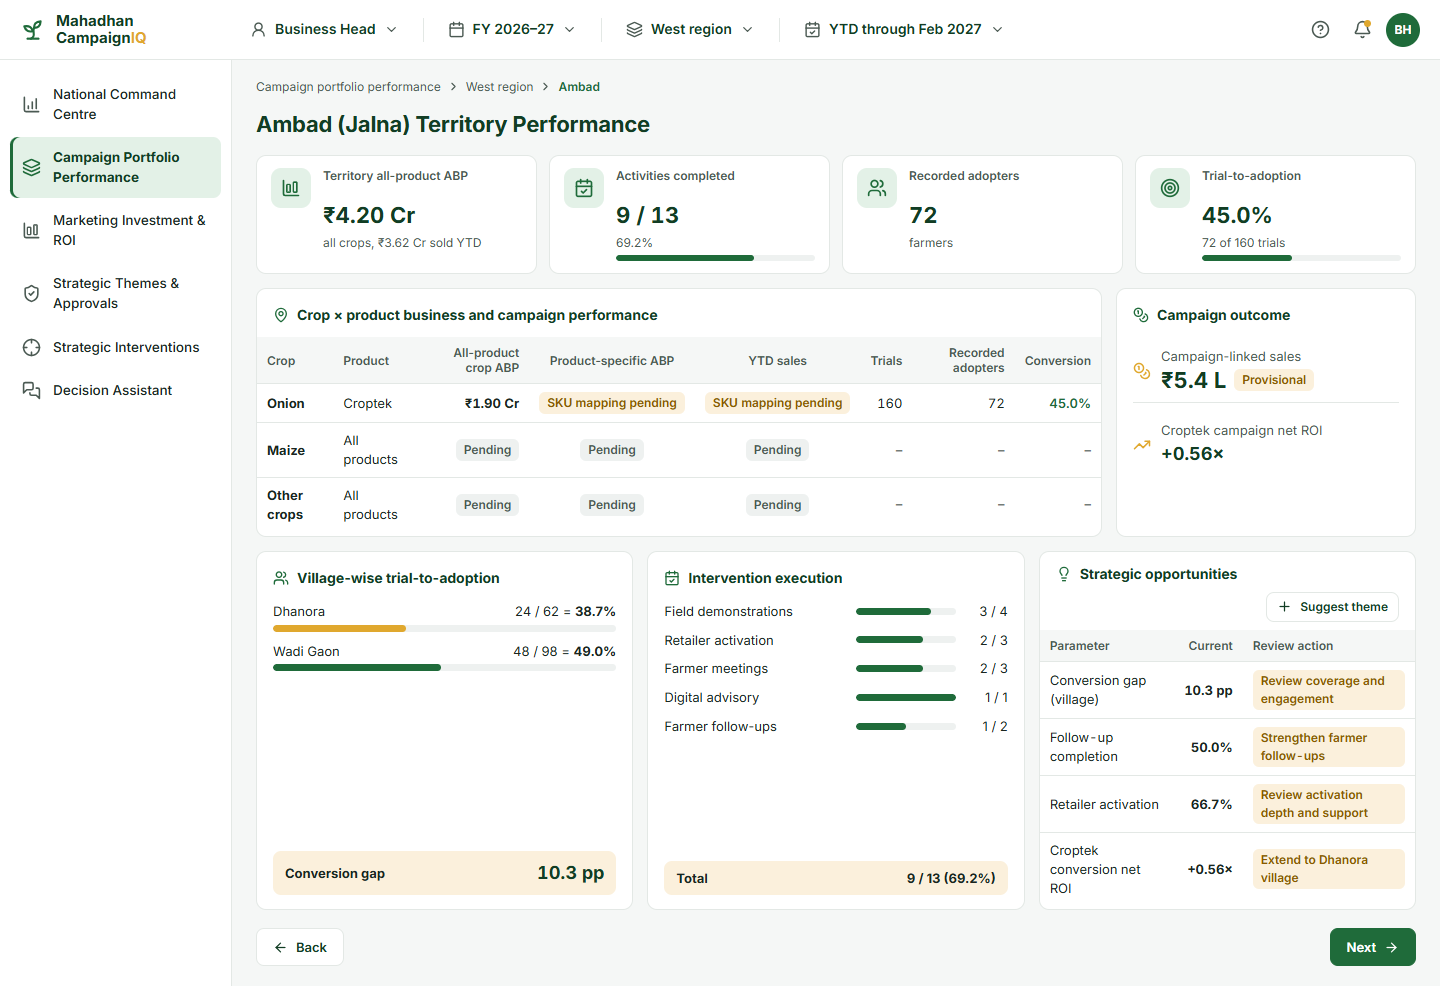 Mahadhan
CampaignIQ
Business Head
FY 2026–27
West region
YTD through Feb 2027
BH
National Command
Centre
Campaign Portfolio
Performance
Marketing Investment &
ROI
Strategic Themes &
Approvals
Strategic Interventions
Decision Assistant
Campaign portfolio performance > West region > Ambad
Ambad (Jalna) Territory Performance
Territory all-product ABP
₹4.20 Cr
all crops, ₹3.62 Cr sold YTD
Activities completed
9 / 13
69.2%
Recorded adopters
72
farmers
Trial-to-adoption
45.0%
72 of 160 trials
Crop × product business and campaign performance
Crop Product All-product crop ABP Product-specific ABP YTD sales Trials Recorded adopters Conversion
Onion Croptek ₹1.90 Cr SKU mapping pending SKU mapping pending 160 72 45.0%
Maize All products Pending Pending Pending – – –
Other crops All products Pending Pending Pending – – –
Campaign outcome
Campaign-linked sales
₹5.4 L Provisional
Croptek campaign net ROI
+0.56×
Village-wise trial-to-adoption
Dhanora 24 / 62 = 38.7%
Wadi Gaon 48 / 98 = 49.0%
Conversion gap 10.3 pp
Intervention execution
Field demonstrations 3 / 4
Retailer activation 2 / 3
Farmer meetings 2 / 3
Digital advisory 1 / 1
Farmer follow-ups 1 / 2
Total 9 / 13 (69.2%)
Strategic opportunities
+ Suggest theme
Parameter Current Review action
Conversion gap (village) 10.3 pp Review coverage and engagement
Follow-up completion 50.0% Strengthen farmer follow-ups
Retailer activation 66.7% Review activation depth and support
Croptek conversion net ROI +0.56× Extend to Dhanora village
← Back
Next →